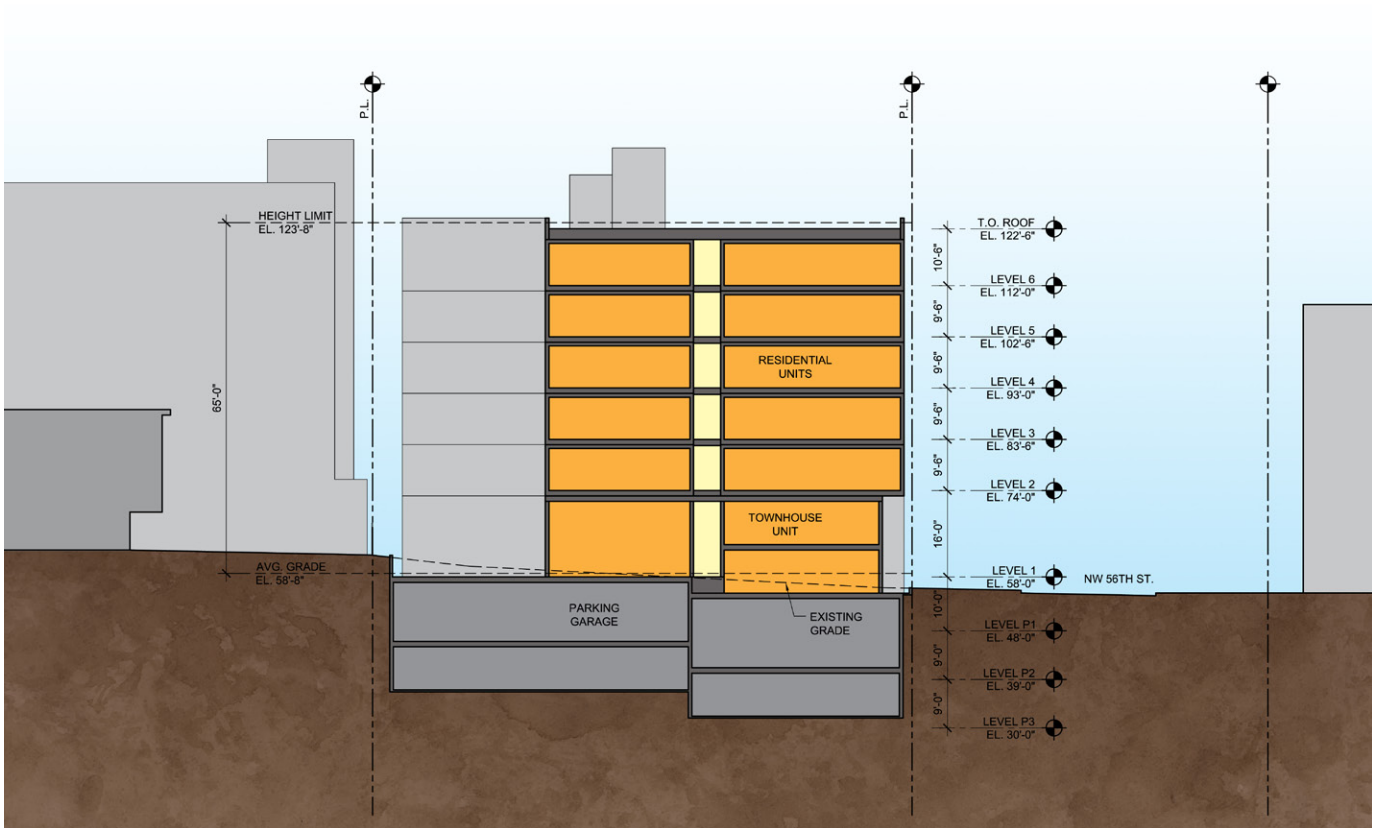 P.L.
P.L.
HEIGHT LIMIT
EL. 123'-8"
65'-0"
AVG. GRADE
EL. 58'-8"
RESIDENTIAL
UNITS
TOWNHOUSE
UNIT
PARKING
GARAGE
EXISTING
GRADE
10'-6"
9'-6"
9'-6"
9'-6"
9'-6"
16'-0"
10'-0"
9'-0"
9'-0"
T.O. ROOF
EL. 122'-6"
LEVEL 6
EL. 112'-0"
LEVEL 5
EL. 102'-6"
LEVEL 4
EL. 93'-0"
LEVEL 3
EL. 83'-6"
LEVEL 2
EL. 74'-0"
LEVEL 1
EL. 58'-0"
NW 56TH ST.
LEVEL P1
EL. 48'-0"
LEVEL P2
EL. 39'-0"
LEVEL P3
EL. 30'-0"